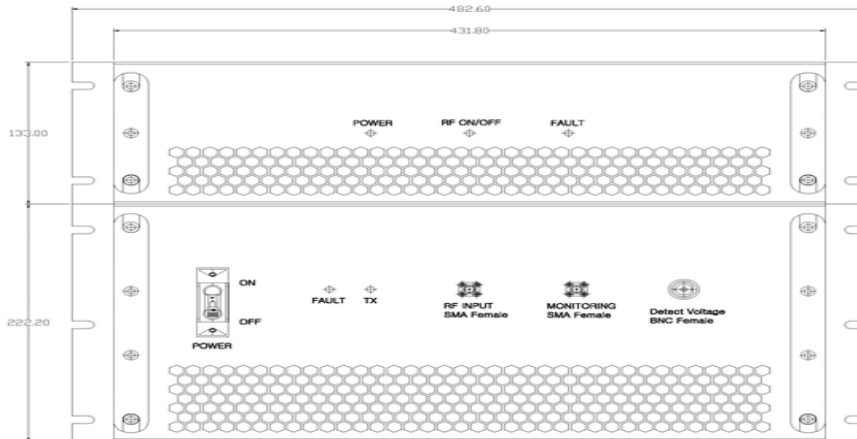 482.60
431.80
133.00
POWER
RF ON/OFF
FAULT
222.20
ON
OFF
POWER
FAULT
TX
RF INPUT
SMA Female
MONITORING
SMA Female
Detect Voltage
BNC Female